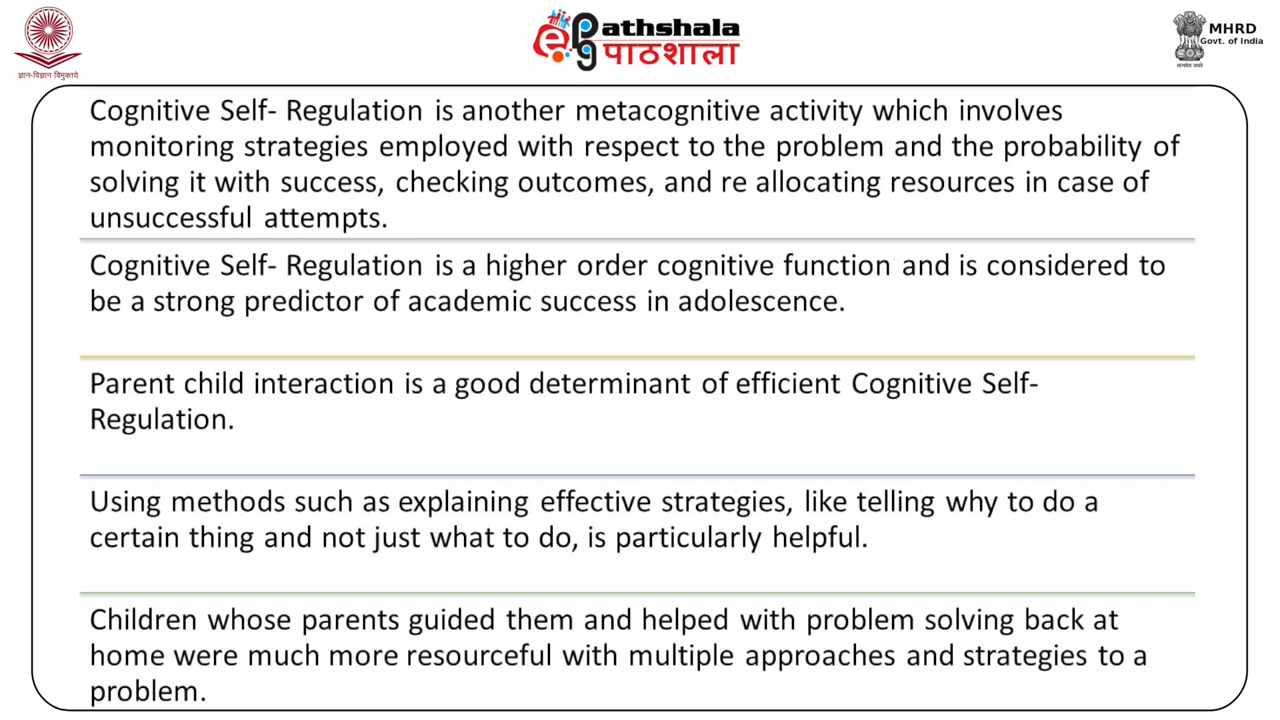 ज्ञान-विज्ञान विमुक्तये
ePG Pathshala
पाठशाला
MHRD
Govt. of India
सत्यमेव जयते
Cognitive Self- Regulation is another metacognitive activity which involves
monitoring strategies employed with respect to the problem and the probability of
solving it with success, checking outcomes, and re allocating resources in case of
unsuccessful attempts.
Cognitive Self- Regulation is a higher order cognitive function and is considered to
be a strong predictor of academic success in adolescence.
Parent child interaction is a good determinant of efficient Cognitive Self-
Regulation.
Using methods such as explaining effective strategies, like telling why to do a
certain thing and not just what to do, is particularly helpful.
Children whose parents guided them and helped with problem solving back at
home were much more resourceful with multiple approaches and strategies to a
problem.